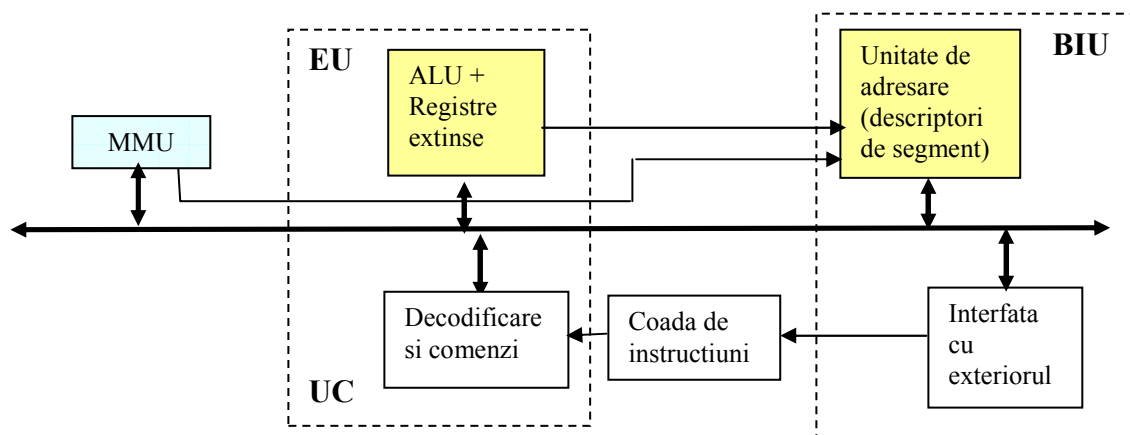 EU
BIU
ALU +
Registre
extinse
Unitate de
adresare
(descriptori
de segment)
MMU
Decodificare
si comenzi
Coada de
instructiuni
Interfata
cu
exteriorul
UC